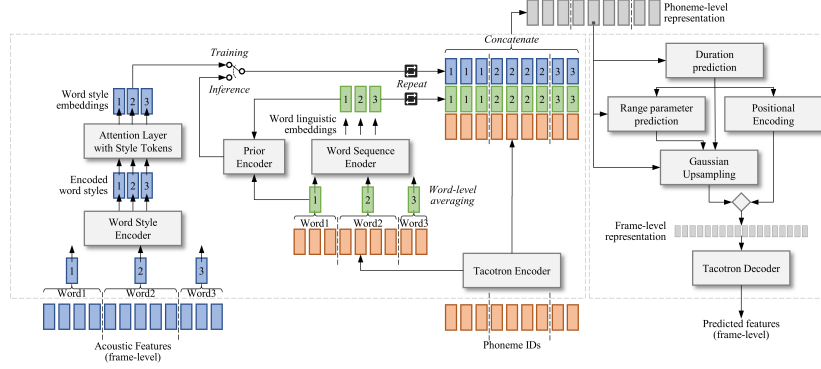 Phoneme-level
representation
Concatenate
Training
Inference
Repeat
1 1 1 2 2 2 2 3 3
1 1 1 2 2 2 2 3 3
Word style
embeddings
1 2 3
Attention Layer
with Style Tokens
Encoded
word styles
1 2 3
Word Style
Encoder
1 2 3
Word1 Word2 Word3
Acoustic Features
(frame-level)
1 2 3
Word linguistic
embeddings
Prior
Encoder
Word Sequence
Enoder
Word-level
averaging
1 2 3
Word1 Word2 Word3
Tacotron Encoder
Phoneme IDs
Duration
prediction
Range parameter
prediction
Positional
Encoding
Gaussian
Upsampling
Frame-level
representation
Tacotron Decoder
Predicted features
(frame-level)